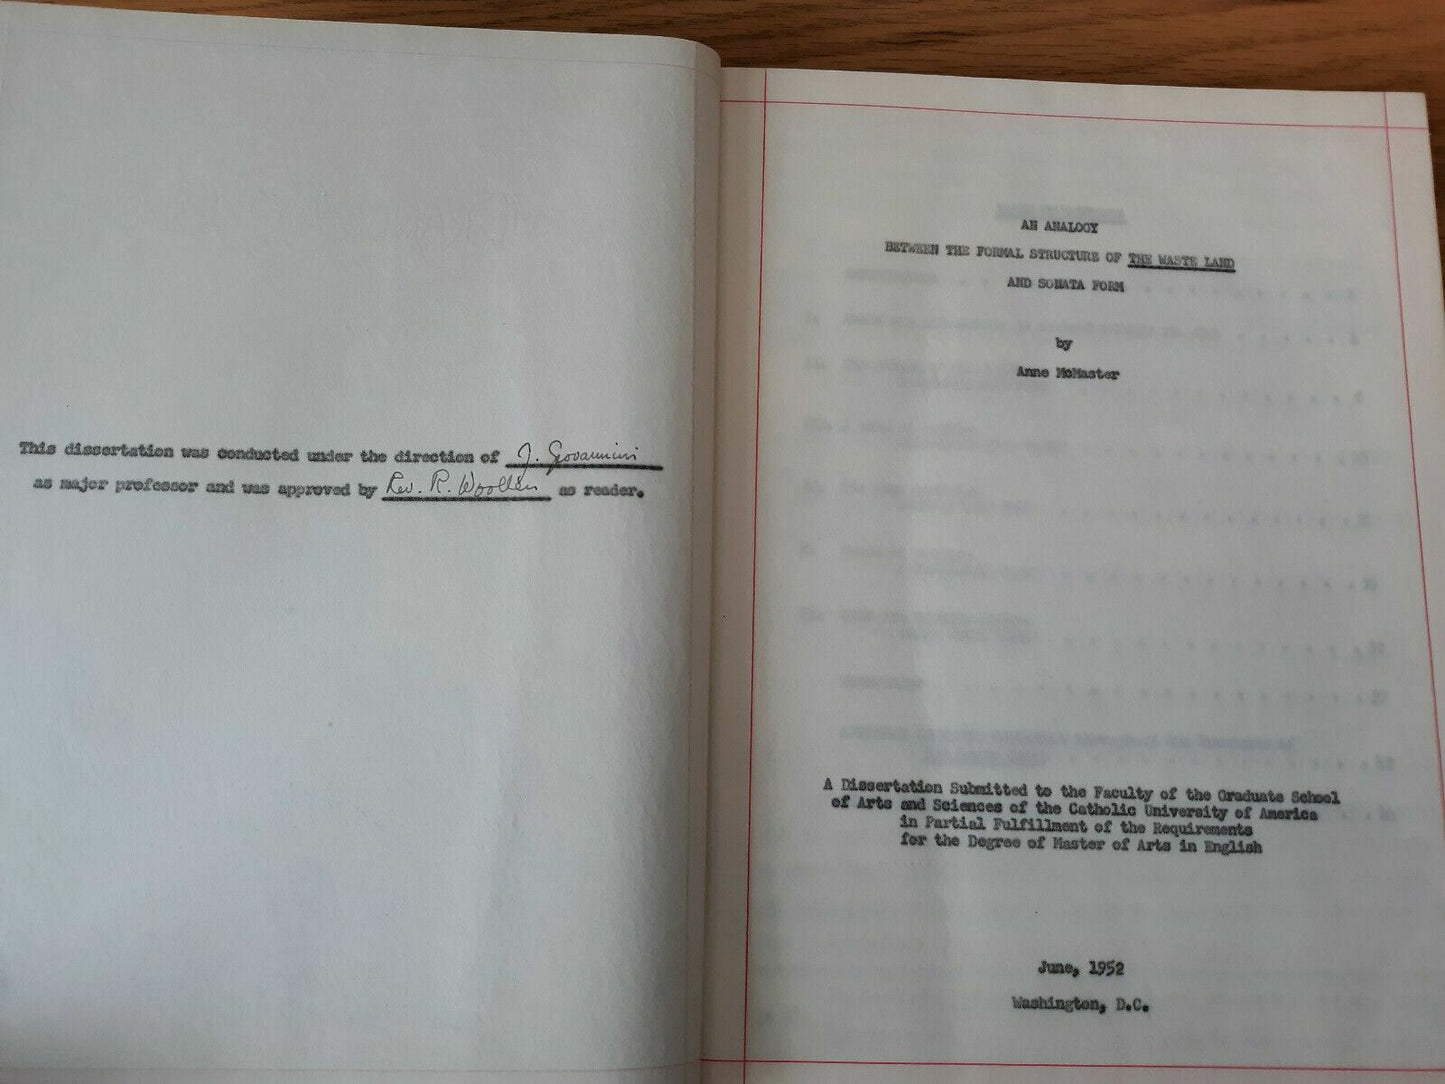 This dissertation was conducted under the direction of J. Giovannini
as major professor and was approved by Rev. R. Woollen as reader.
AN ANALOGY
BETWEEN THE FORMAL STRUCTURE OF THE WASTE LAND
AND SONATA FORM
by
Anne McMaster
A Dissertation Submitted to the Faculty of the Graduate School
of Arts and Sciences of the Catholic University of America
in Partial Fulfillment of the Requirements
for the Degree of Master of Arts in English
June, 1952
Washington, D.C.